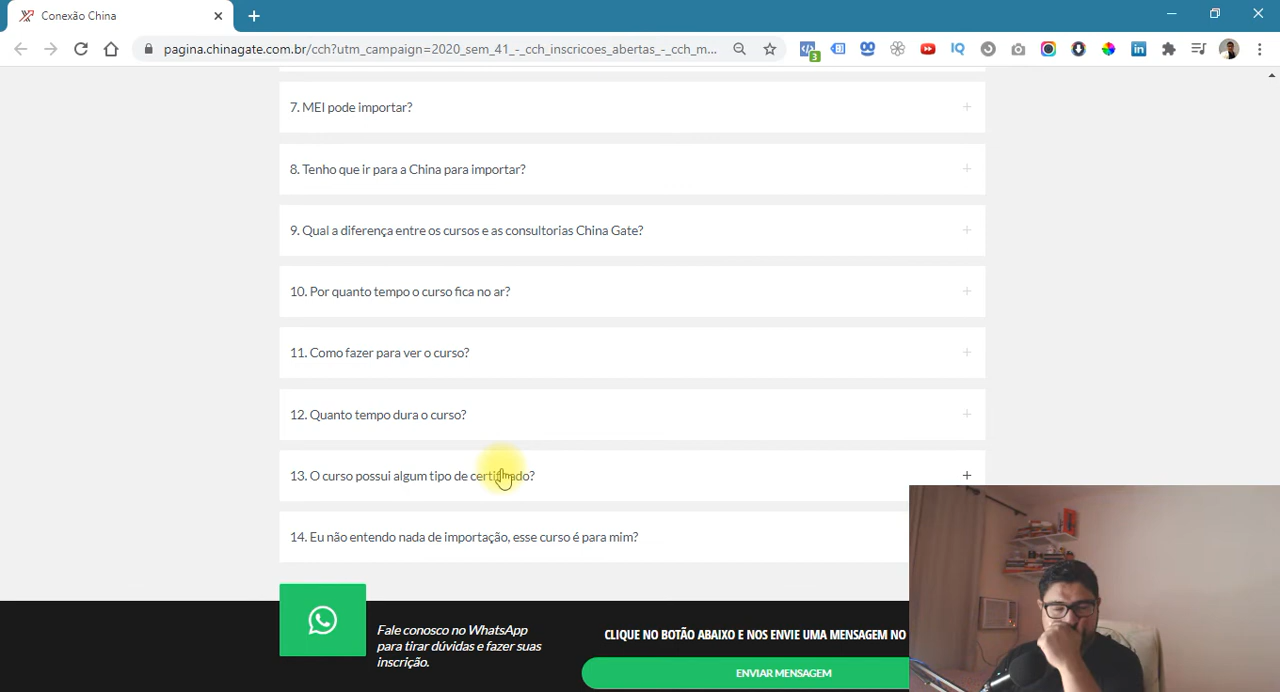 Conexão China
pagina.chinagate.com.br/cch?utm_campaign=2020_sem_41_-_cch_inscricoes_abertas_-_cch_m...
3
IQ
in
7. MEI pode importar?
8. Tenho que ir para a China para importar?
9. Qual a diferença entre os cursos e as consultorias China Gate?
10. Por quanto tempo o curso fica no ar?
11. Como fazer para ver o curso?
12. Quanto tempo dura o curso?
13. O curso possui algum tipo de certificado?
14. Eu não entendo nada de importação, esse curso é para mim?
Fale conosco no WhatsApp
para tirar dúvidas e fazer suas
inscrição.
CLIQUE NO BOTÃO ABAIXO E NOS ENVIE UMA MENSAGEM NO
ENVIAR MENSAGEM